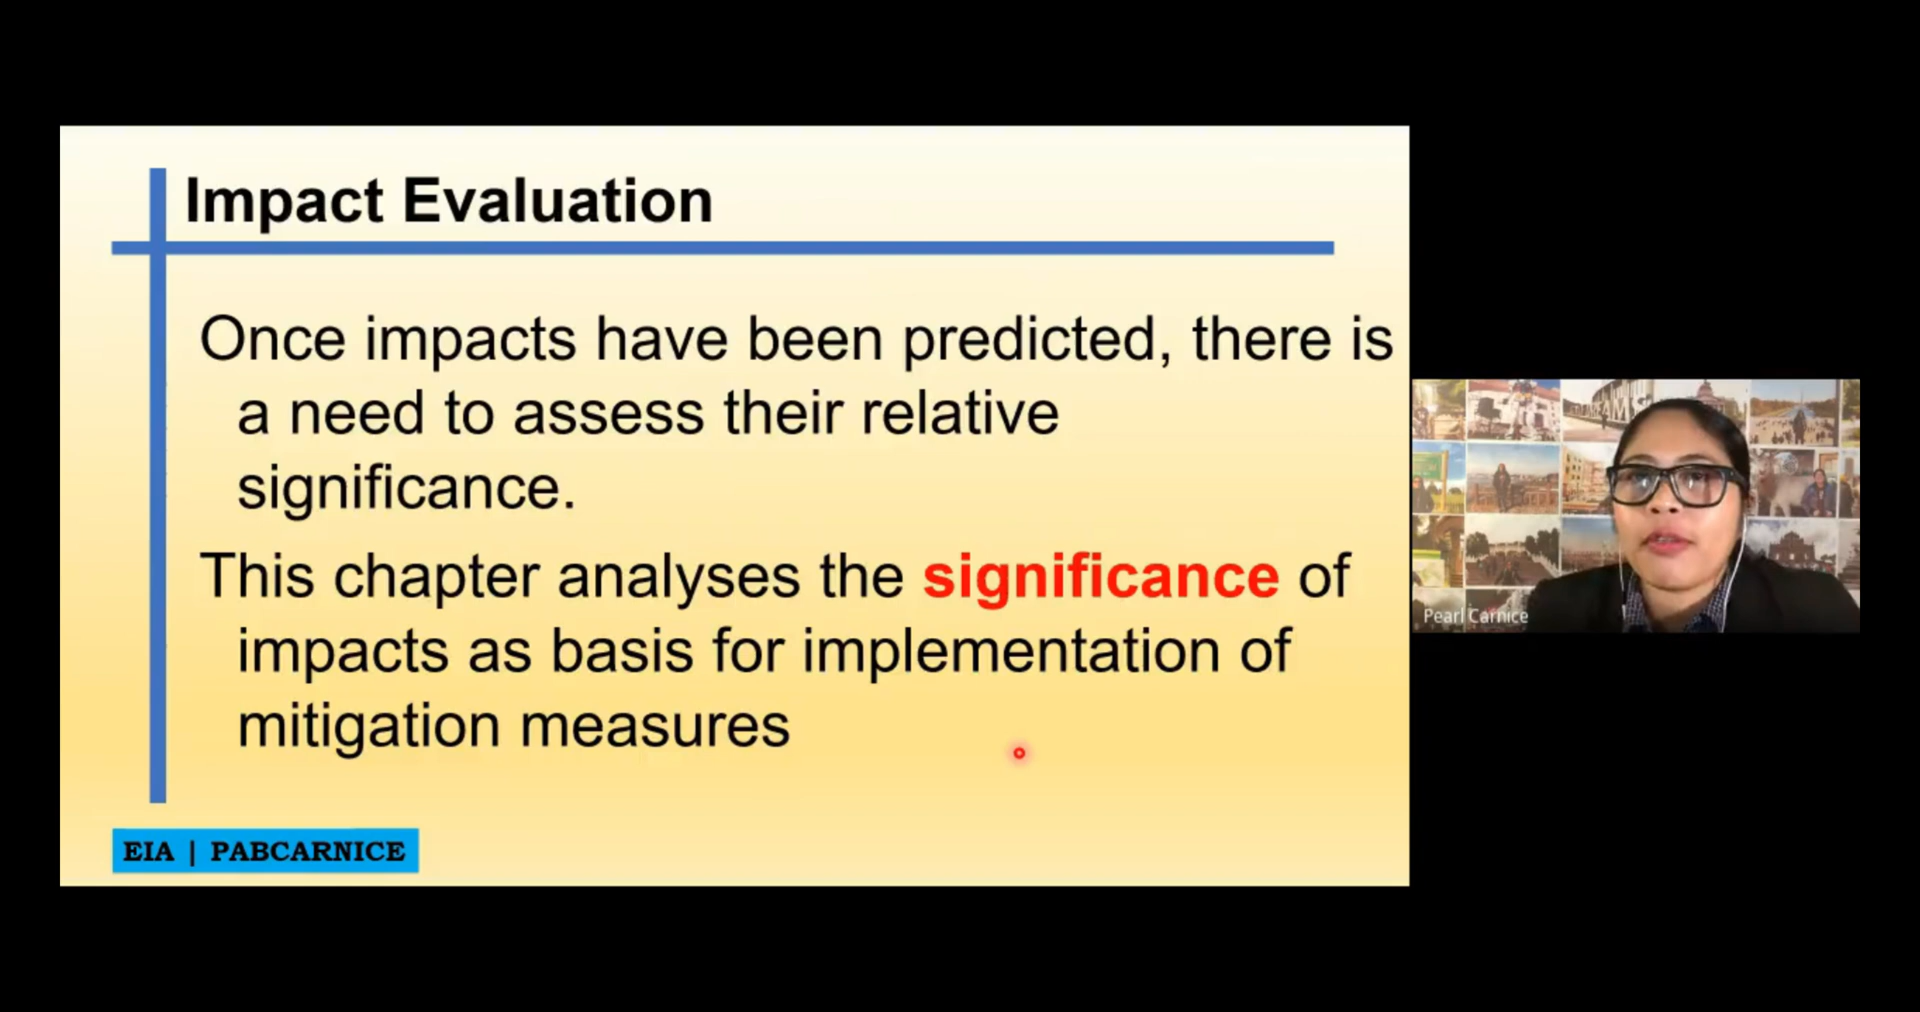 Impact Evaluation
Once impacts have been predicted, there is
a need to assess their relative
significance.
This chapter analyses the significance of
impacts as basis for implementation of
mitigation measures
EIA | PABCARNICE
Pearl Carnice